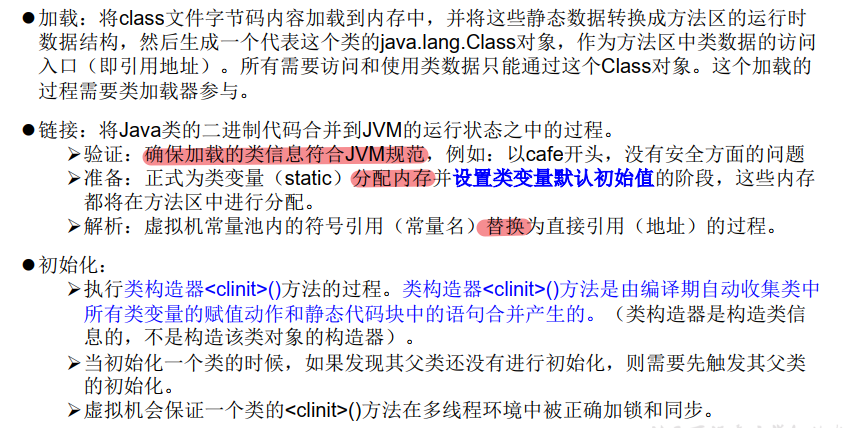 ●加载：将class文件字节码内容加载到内存中，并将这些静态数据转换成方法区的运行时
数据结构，然后生成一个代表这个类的java.lang.Class对象，作为方法区中类数据的访问
入口（即引用地址）。所有需要访问和使用类数据只能通过这个Class对象。这个加载的
过程需要类加载器参与。
●链接：将Java类的二进制代码合并到JVM的运行状态之中的过程。
➢验证：确保加载的类信息符合JVM规范，例如：以cafe开头，没有安全方面的问题
➢准备：正式为类变量（static）分配内存并设置类变量默认初始值的阶段，这些内存
都将在方法区中进行分配。
➢解析：虚拟机常量池内的符号引用（常量名）替换为直接引用（地址）的过程。
●初始化：
➢执行类构造器<clinit>()方法的过程。类构造器<clinit>()方法是由编译期自动收集类中
所有类变量的赋值动作和静态代码块中的语句合并产生的。（类构造器是构造类信
息的，不是构造该类对象的构造器）。
➢当初始化一个类的时候，如果发现其父类还没有进行初始化，则需要先触发其父类
的初始化。
➢虚拟机会保证一个类的<clinit>()方法在多线程环境中被正确加锁和同步。